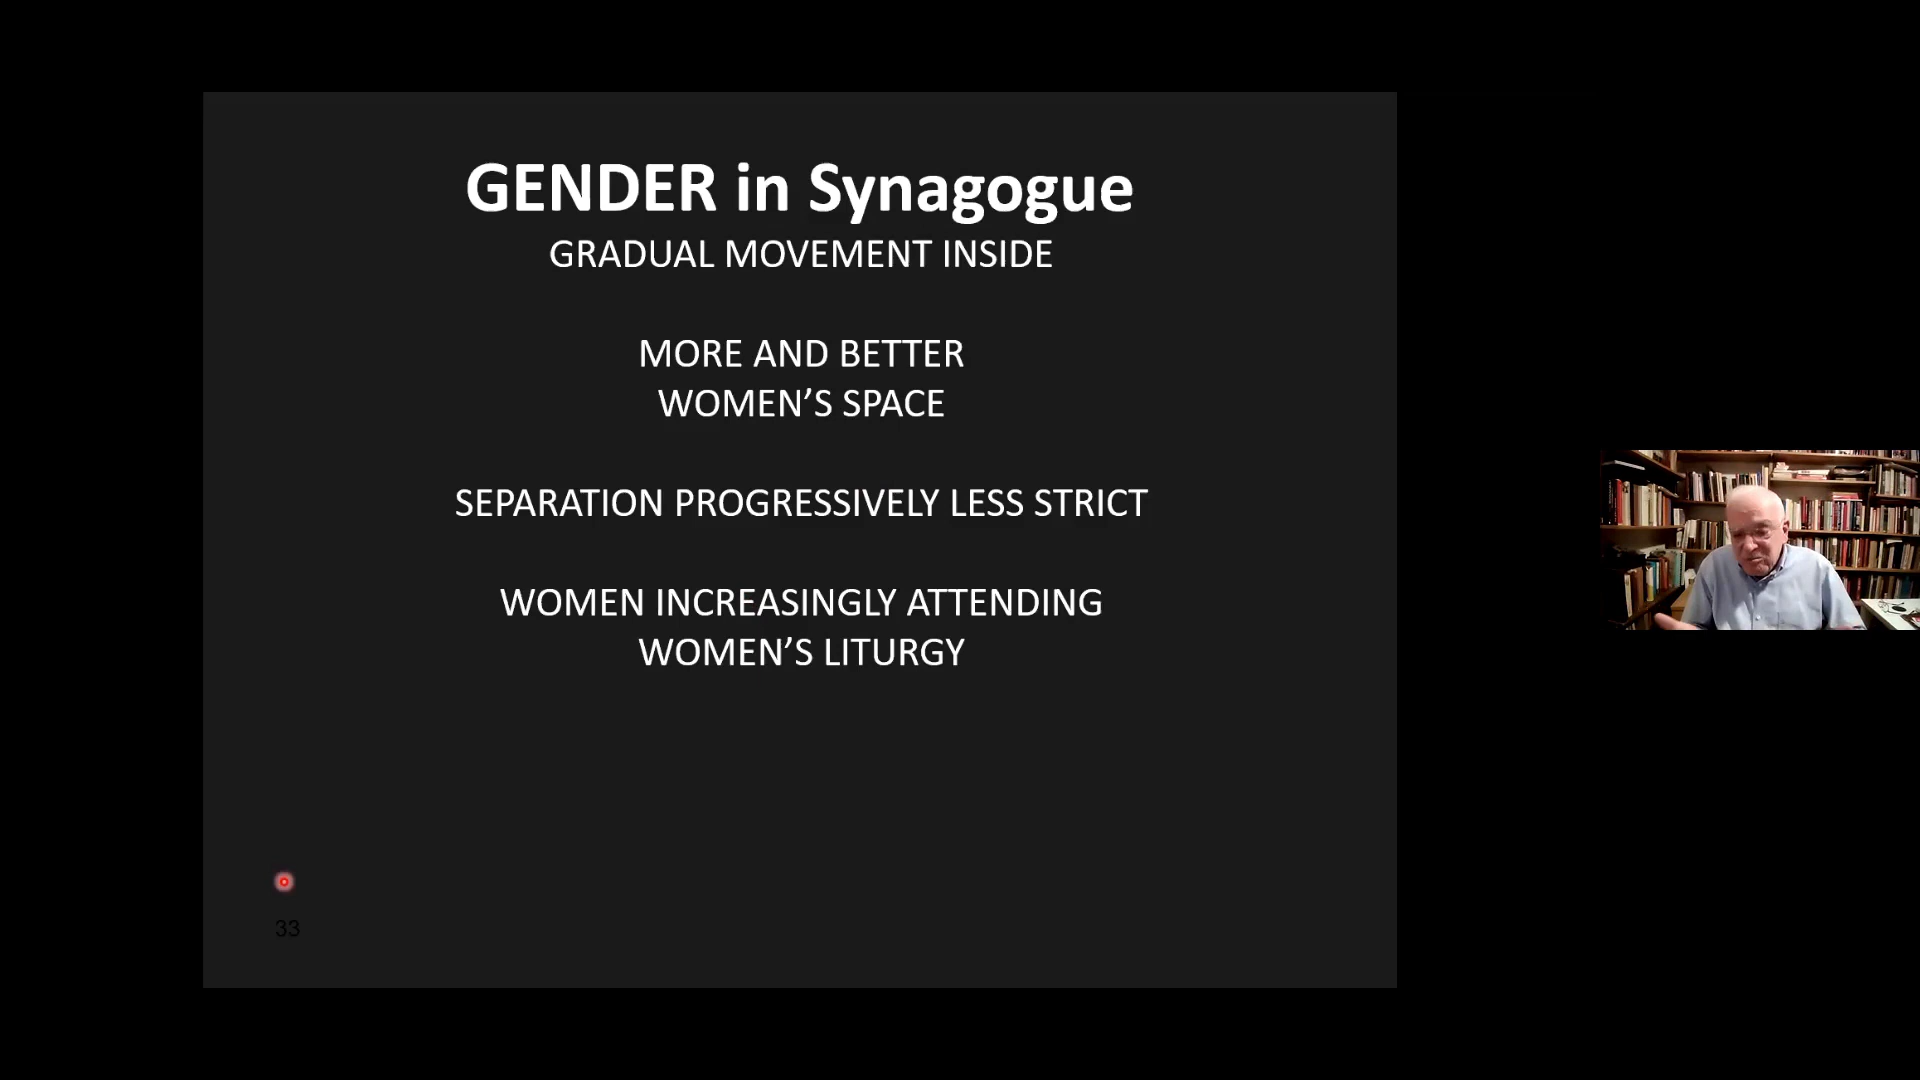 GENDER in Synagogue
GRADUAL MOVEMENT INSIDE
MORE AND BETTER
WOMEN’S SPACE
SEPARATION PROGRESSIVELY LESS STRICT
WOMEN INCREASINGLY ATTENDING
WOMEN’S LITURGY
33